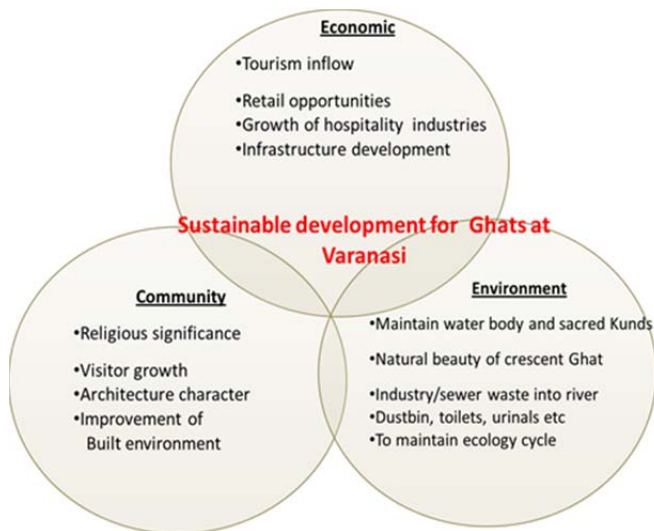 Economic
•Tourism inflow
•Retail opportunities
•Growth of hospitality industries
•Infrastructure development
Sustainable development for Ghats at
Varanasi
Community
•Religious significance
•Visitor growth
•Architecture character
•Improvement of
Built environment
Environment
•Maintain water body and sacred Kunds
•Natural beauty of crescent Ghat
•Industry/sewer waste into river
•Dustbin, toilets, urinals etc
•To maintain ecology cycle